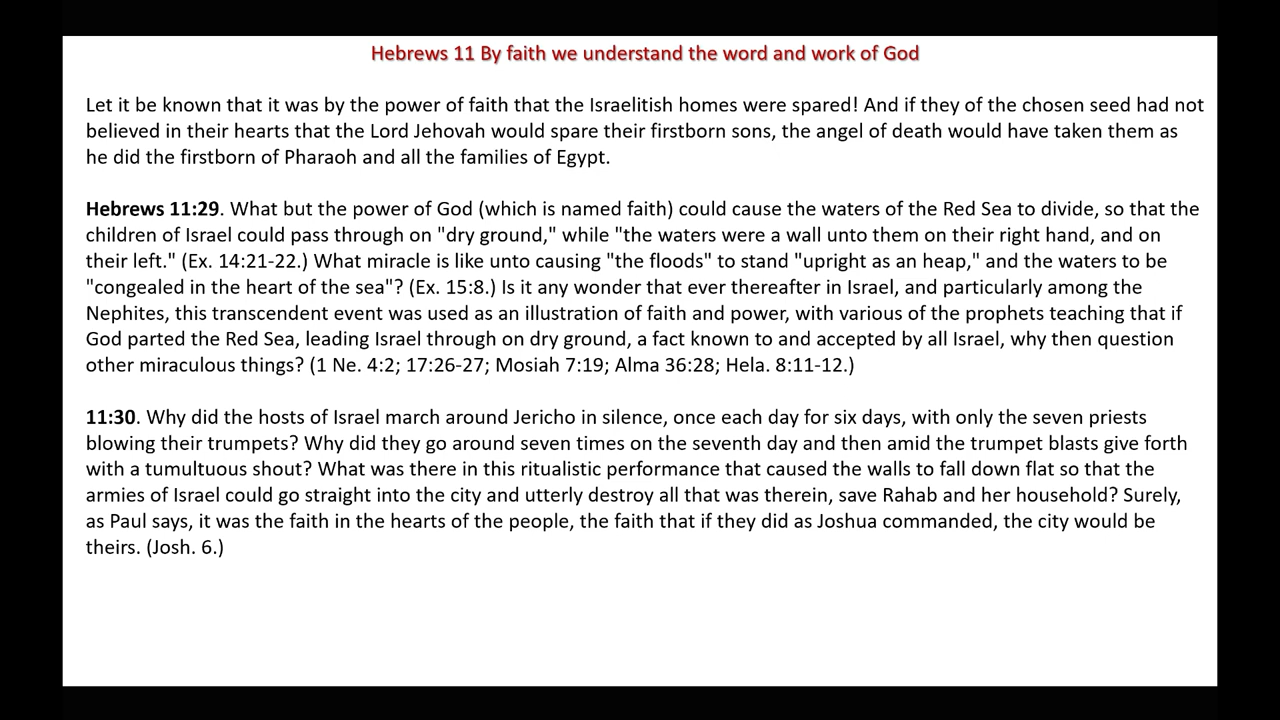 Hebrews 11 By faith we understand the word and work of God
Let it be known that it was by the power of faith that the Israelitish homes were spared! And if they of the chosen seed had not
believed in their hearts that the Lord Jehovah would spare their firstborn sons, the angel of death would have taken them as
he did the firstborn of Pharaoh and all the families of Egypt.
Hebrews 11:29. What but the power of God (which is named faith) could cause the waters of the Red Sea to divide, so that the
children of Israel could pass through on "dry ground," while "the waters were a wall unto them on their right hand, and on
their left." (Ex. 14:21-22.) What miracle is like unto causing "the floods" to stand "upright as an heap," and the waters to be
"congealed in the heart of the sea"? (Ex. 15:8.) Is it any wonder that ever thereafter in Israel, and particularly among the
Nephites, this transcendent event was used as an illustration of faith and power, with various of the prophets teaching that if
God parted the Red Sea, leading Israel through on dry ground, a fact known to and accepted by all Israel, why then question
other miraculous things? (1 Ne. 4:2; 17:26-27; Mosiah 7:19; Alma 36:28; Hela. 8:11-12.)
11:30. Why did the hosts of Israel march around Jericho in silence, once each day for six days, with only the seven priests
blowing their trumpets? Why did they go around seven times on the seventh day and then amid the trumpet blasts give forth
with a tumultuous shout? What was there in this ritualistic performance that caused the walls to fall down flat so that the
armies of Israel could go straight into the city and utterly destroy all that was therein, save Rahab and her household? Surely,
as Paul says, it was the faith in the hearts of the people, the faith that if they did as Joshua commanded, the city would be
theirs. (Josh. 6.)